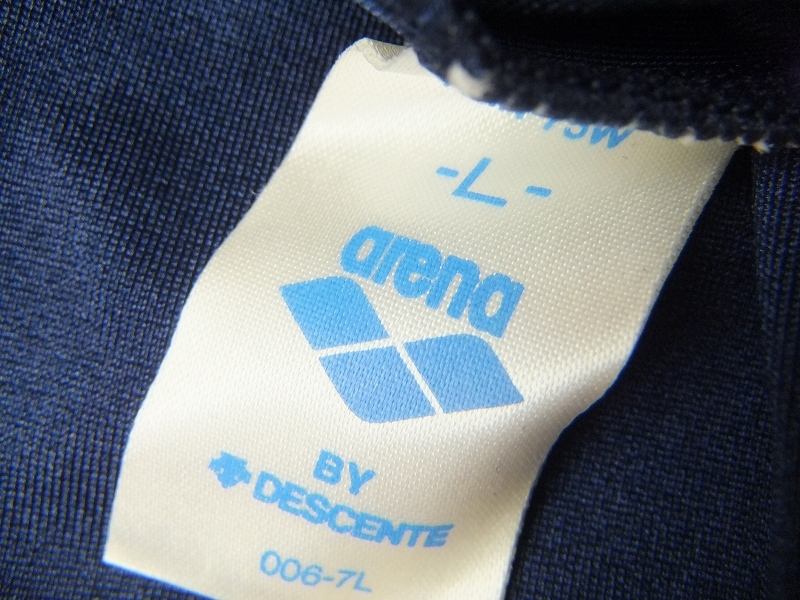 -L-
arena
BY
DESCENTE
006-7L